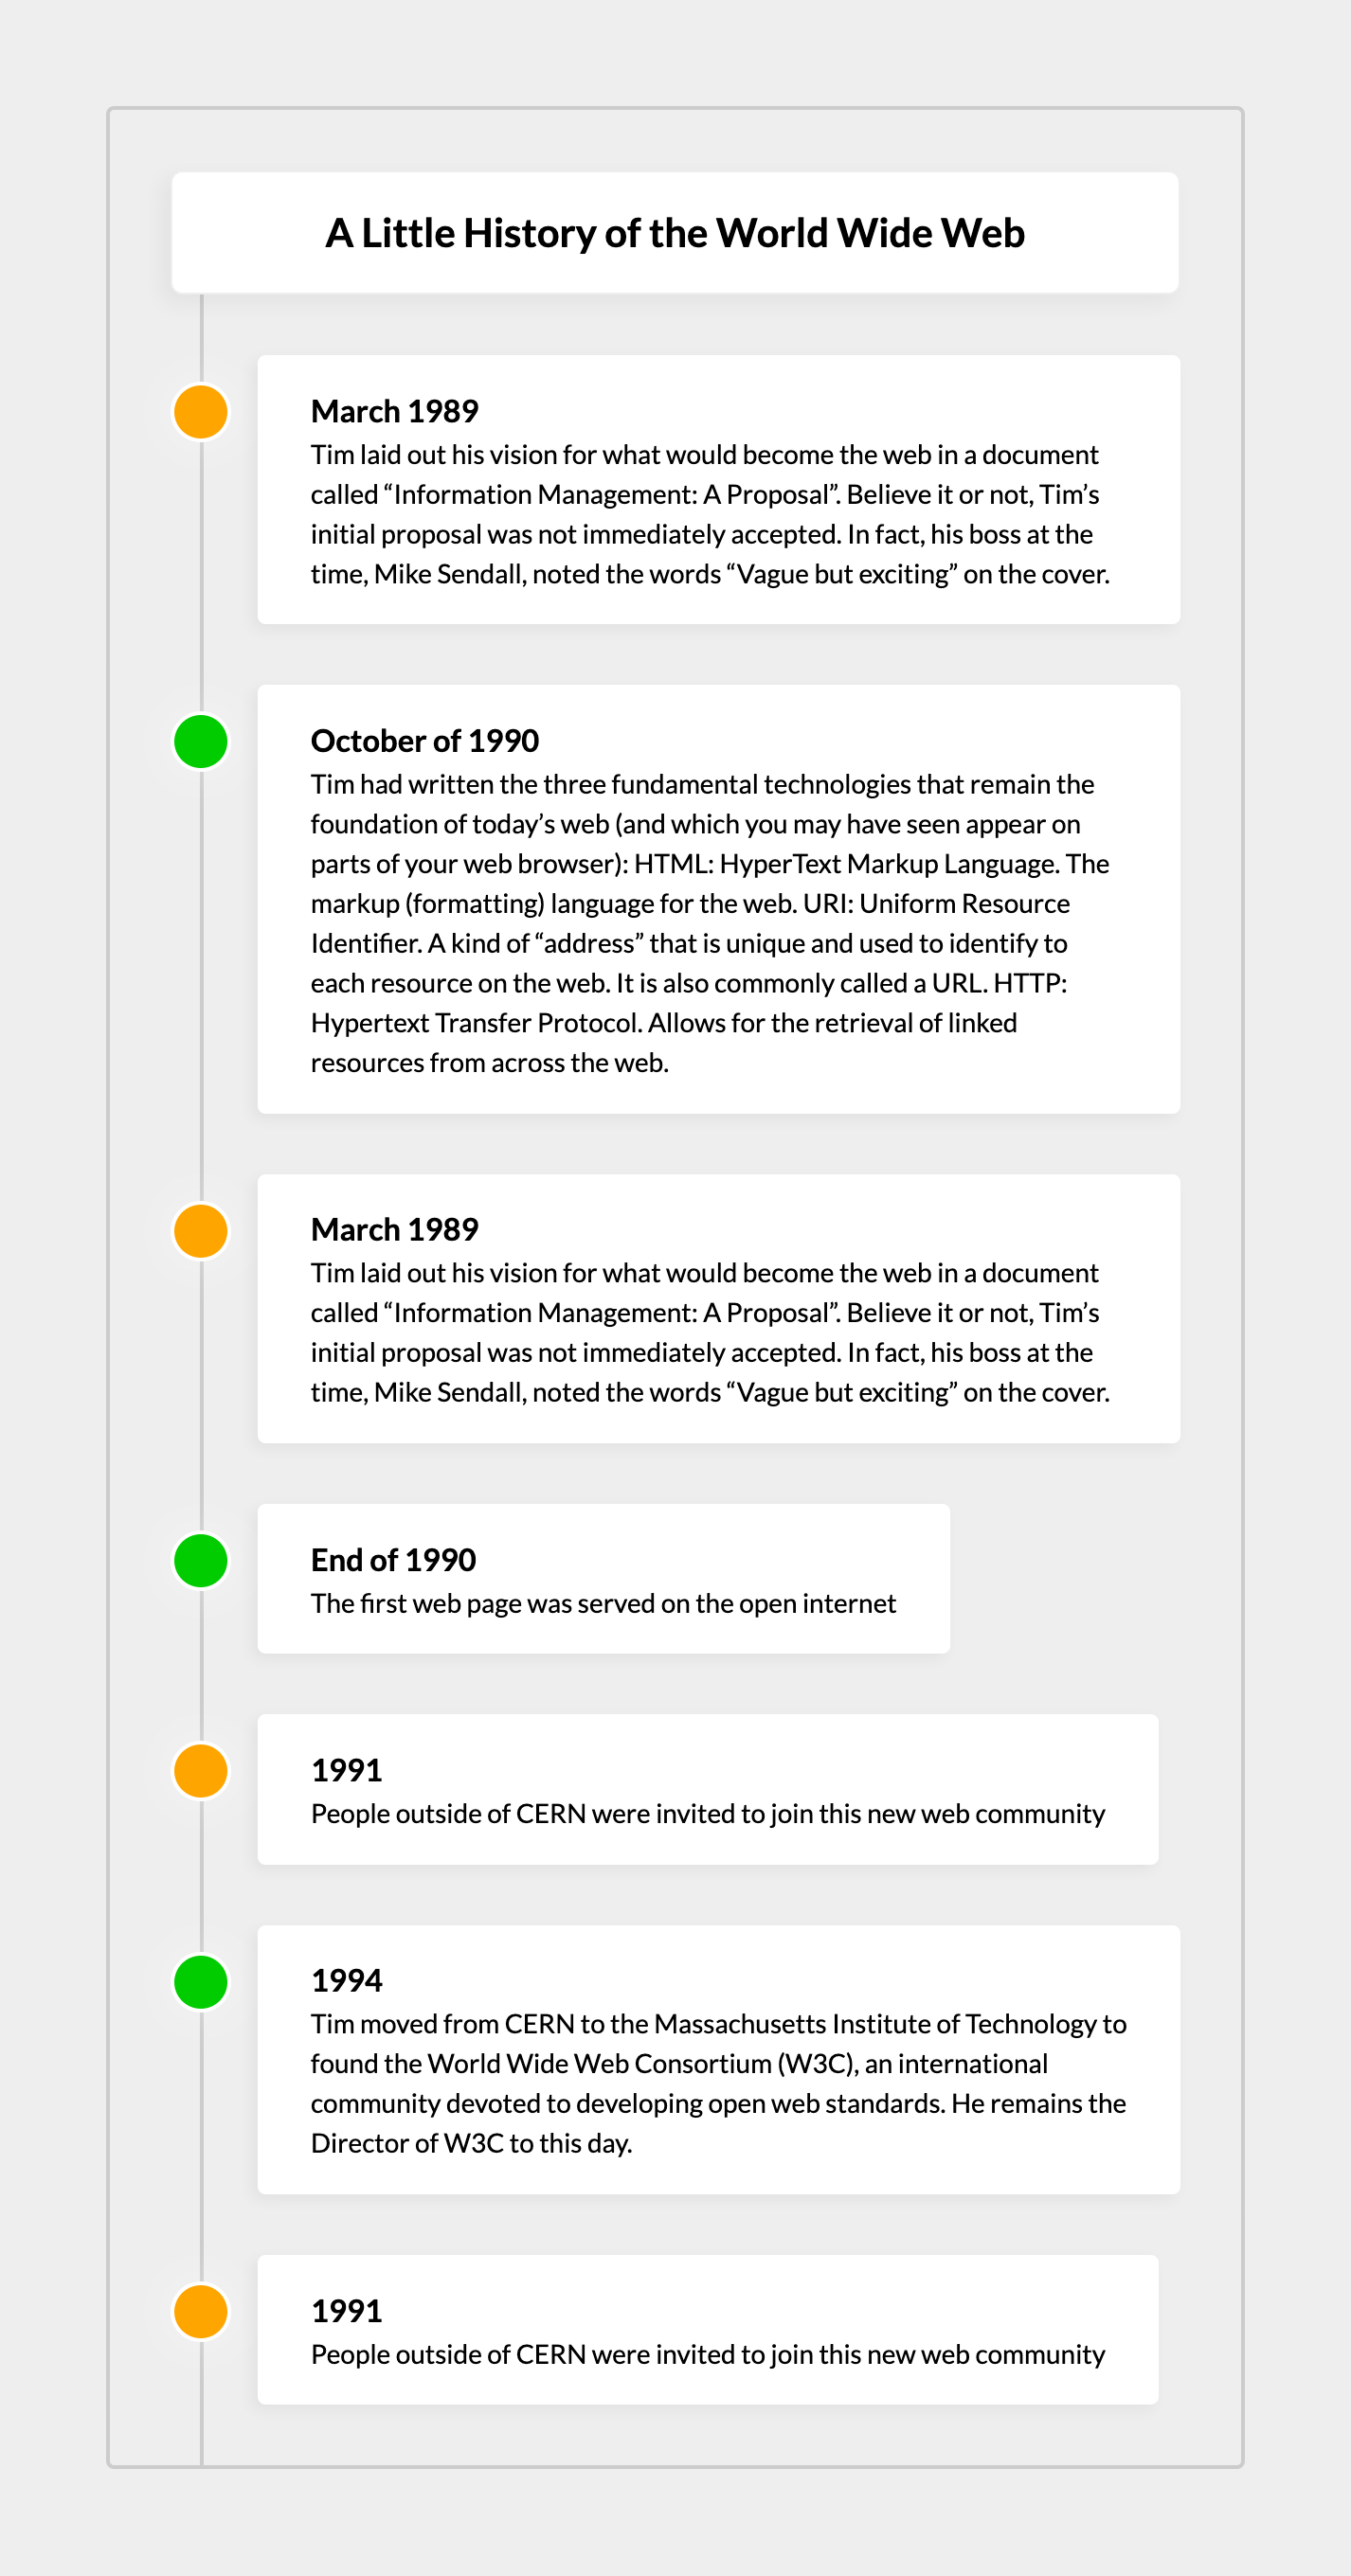 A Little History of the World Wide Web
March 1989
Tim laid out his vision for what would become the web in a document
called “Information Management: A Proposal”. Believe it or not, Tim’s
initial proposal was not immediately accepted. In fact, his boss at the
time, Mike Sendall, noted the words “Vague but exciting” on the cover.
October of 1990
Tim had written the three fundamental technologies that remain the
foundation of today’s web (and which you may have seen appear on
parts of your web browser): HTML: HyperText Markup Language. The
markup (formatting) language for the web. URI: Uniform Resource
Identifier. A kind of “address” that is unique and used to identify to
each resource on the web. It is also commonly called a URL. HTTP:
Hypertext Transfer Protocol. Allows for the retrieval of linked
resources from across the web.
March 1989
Tim laid out his vision for what would become the web in a document
called “Information Management: A Proposal”. Believe it or not, Tim’s
initial proposal was not immediately accepted. In fact, his boss at the
time, Mike Sendall, noted the words “Vague but exciting” on the cover.
End of 1990
The first web page was served on the open internet
1991
People outside of CERN were invited to join this new web community
1994
Tim moved from CERN to the Massachusetts Institute of Technology to
found the World Wide Web Consortium (W3C), an international
community devoted to developing open web standards. He remains the
Director of W3C to this day.
1991
People outside of CERN were invited to join this new web community